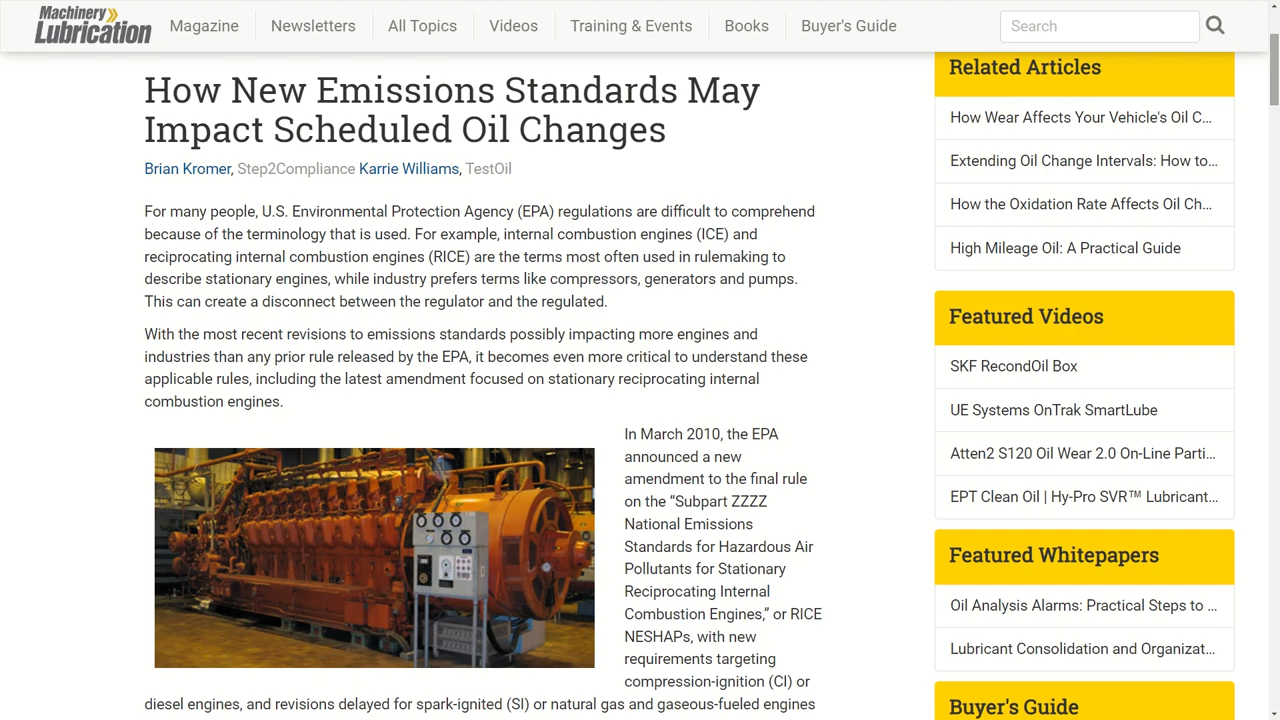 Machinery
Lubrication
Magazine
Newsletters
All Topics
Videos
Training & Events
Books
Buyer's Guide
Search
How New Emissions Standards May
Impact Scheduled Oil Changes
Brian Kromer, Step2Compliance Karrie Williams, TestOil
For many people, U.S. Environmental Protection Agency (EPA) regulations are difficult to comprehend
because of the terminology that is used. For example, internal combustion engines (ICE) and
reciprocating internal combustion engines (RICE) are the terms most often used in rulemaking to
describe stationary engines, while industry prefers terms like compressors, generators and pumps.
This can create a disconnect between the regulator and the regulated.
With the most recent revisions to emissions standards possibly impacting more engines and
industries than any prior rule released by the EPA, it becomes even more critical to understand these
applicable rules, including the latest amendment focused on stationary reciprocating internal
combustion engines.
In March 2010, the EPA
announced a new
amendment to the final rule
on the “Subpart ZZZZ
National Emissions
Standards for Hazardous Air
Pollutants for Stationary
Reciprocating Internal
Combustion Engines,” or RICE
NESHAPs, with new
requirements targeting
compression-ignition (CI) or
diesel engines, and revisions delayed for spark-ignited (SI) or natural gas and gaseous-fueled engines
Related Articles
How Wear Affects Your Vehicle's Oil C...
Extending Oil Change Intervals: How to...
How the Oxidation Rate Affects Oil Ch...
High Mileage Oil: A Practical Guide
Featured Videos
SKF RecondOil Box
UE Systems OnTrak SmartLube
Atten2 S120 Oil Wear 2.0 On-Line Parti...
EPT Clean Oil | Hy-Pro SVR™ Lubricant...
Featured Whitepapers
Oil Analysis Alarms: Practical Steps to ...
Lubricant Consolidation and Organizat...
Buyer's Guide